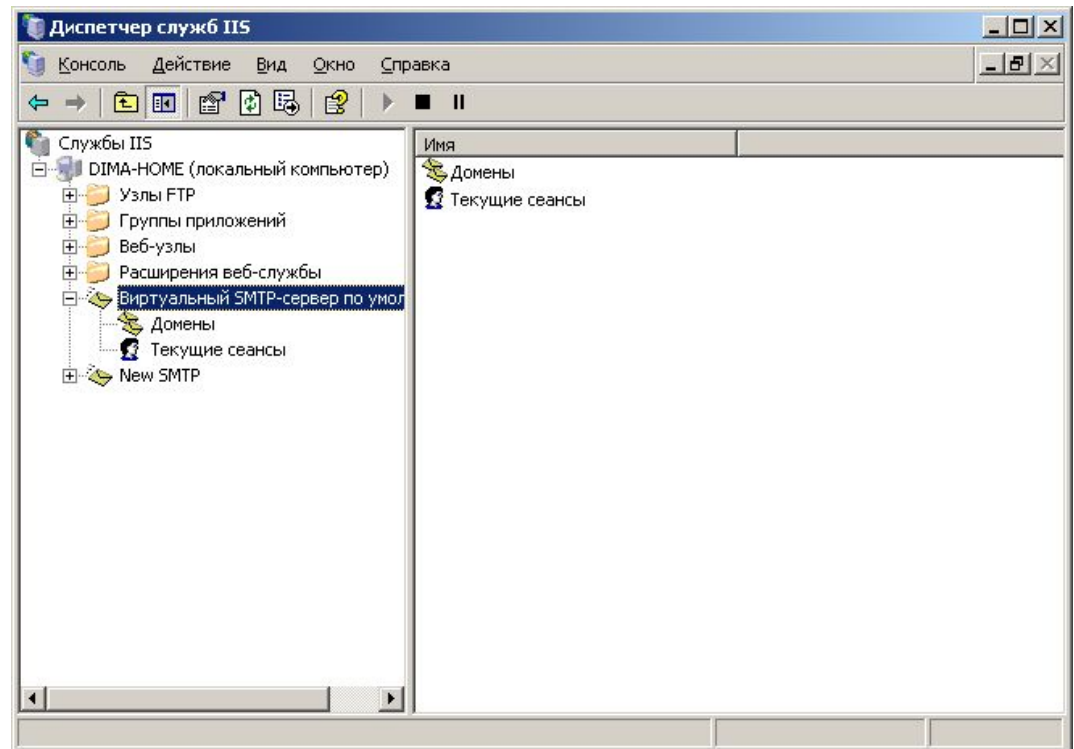 Диспетчер служб IIS
Консоль Действие Вид Окно Справка
Службы IIS
DIMA-HOME (локальный компьютер)
Узлы FTP
Группы приложений
Веб-узлы
Расширения веб-службы
Виртуальный SMTP-сервер по умол
Домены
Текущие сеансы
New SMTP
Имя
Домены
Текущие сеансы